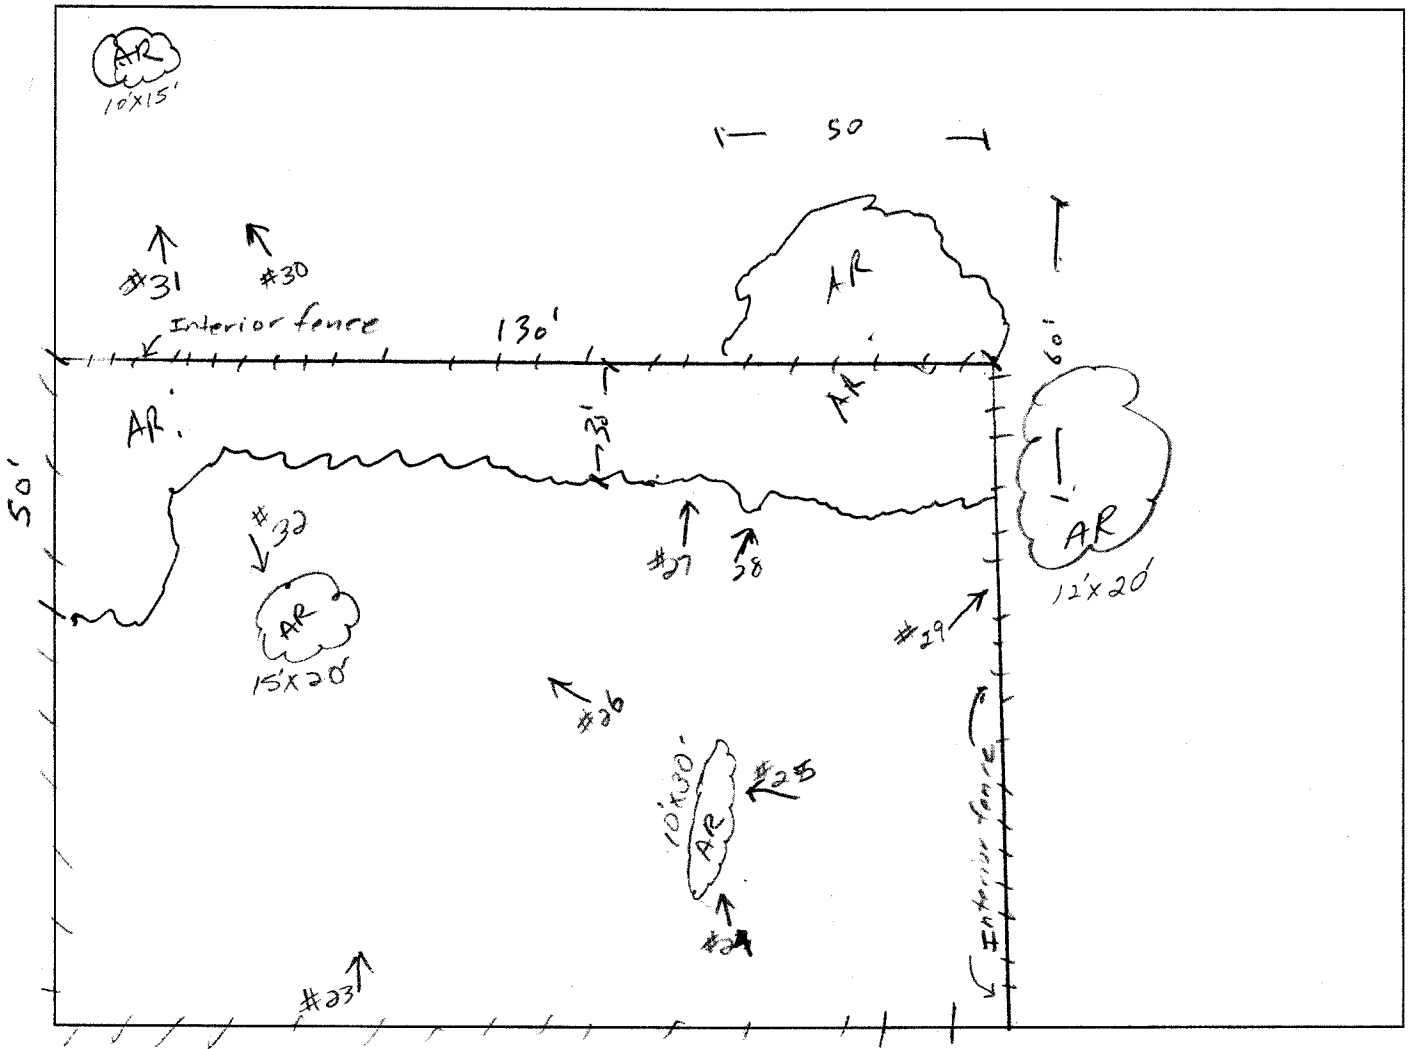 AR
10'x15'
50
AR
#31
#30
Interior fence
130'
60'
AR.
30'
AR
50'
#32
#27
28
AR
12'x20'
AR
15'x20'
#29
#26
10'x30'
AR
#25
Interior fence
#24
#23